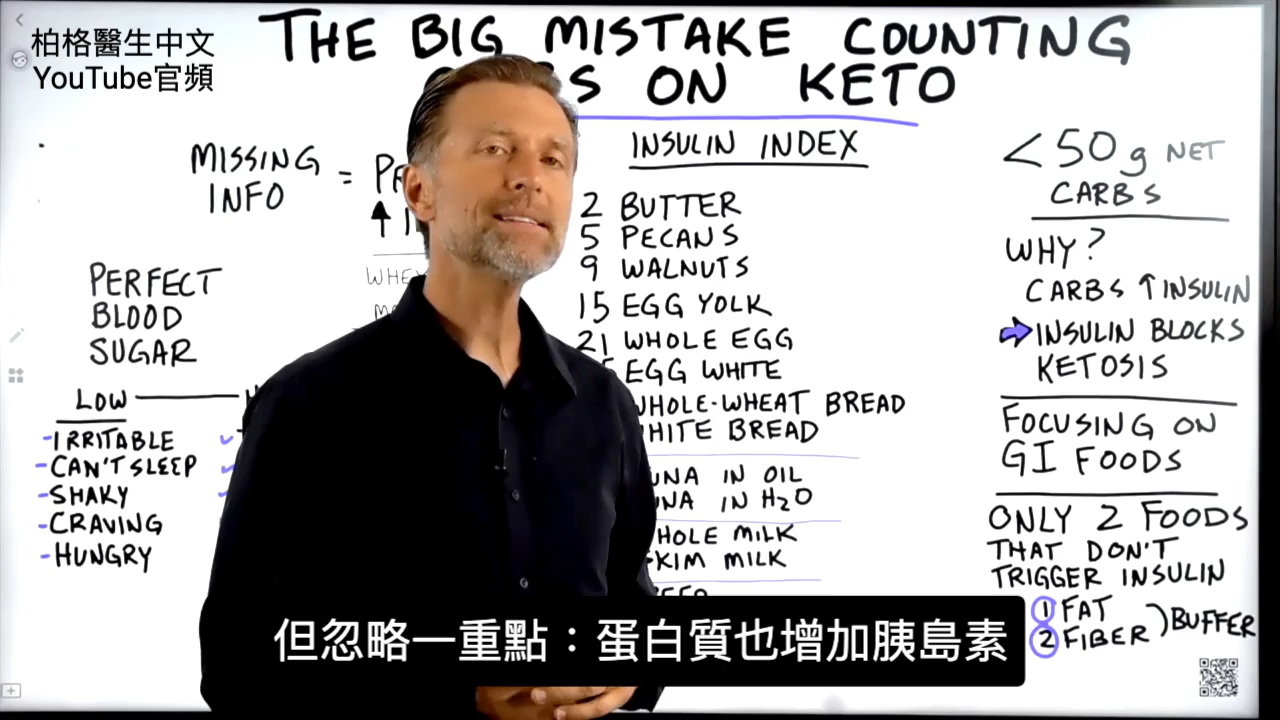 柏格醫生中文
YouTube官頻
THE BIG MISTAKE COUNTING
ON KETO
MISSING
INFO
=
PERFECT
BLOOD
SUGAR
LOW
-IRRITABLE
-CAN'T SLEEP
-SHAKY
-CRAVING
-HUNGRY
INSULIN INDEX
2 BUTTER
5 PECANS
9 WALNUTS
15 EGG YOLK
21 WHOLE EGG
EGG WHITE
WHOLE-WHEAT BREAD
WHITE BREAD
IN OIL
IN H2O
WHOLE MILK
SKIM MILK
<50g NET
CARBS
WHY?
CARBS ↑ INSULIN
➡ INSULIN BLOCKS
KETOSIS
FOCUSING ON
GI FOODS
ONLY 2 FOODS
THAT DON'T
TRIGGER INSULIN
① FAT
② FIBER ) BUFFER
但忽略一重點：蛋白質也增加胰島素